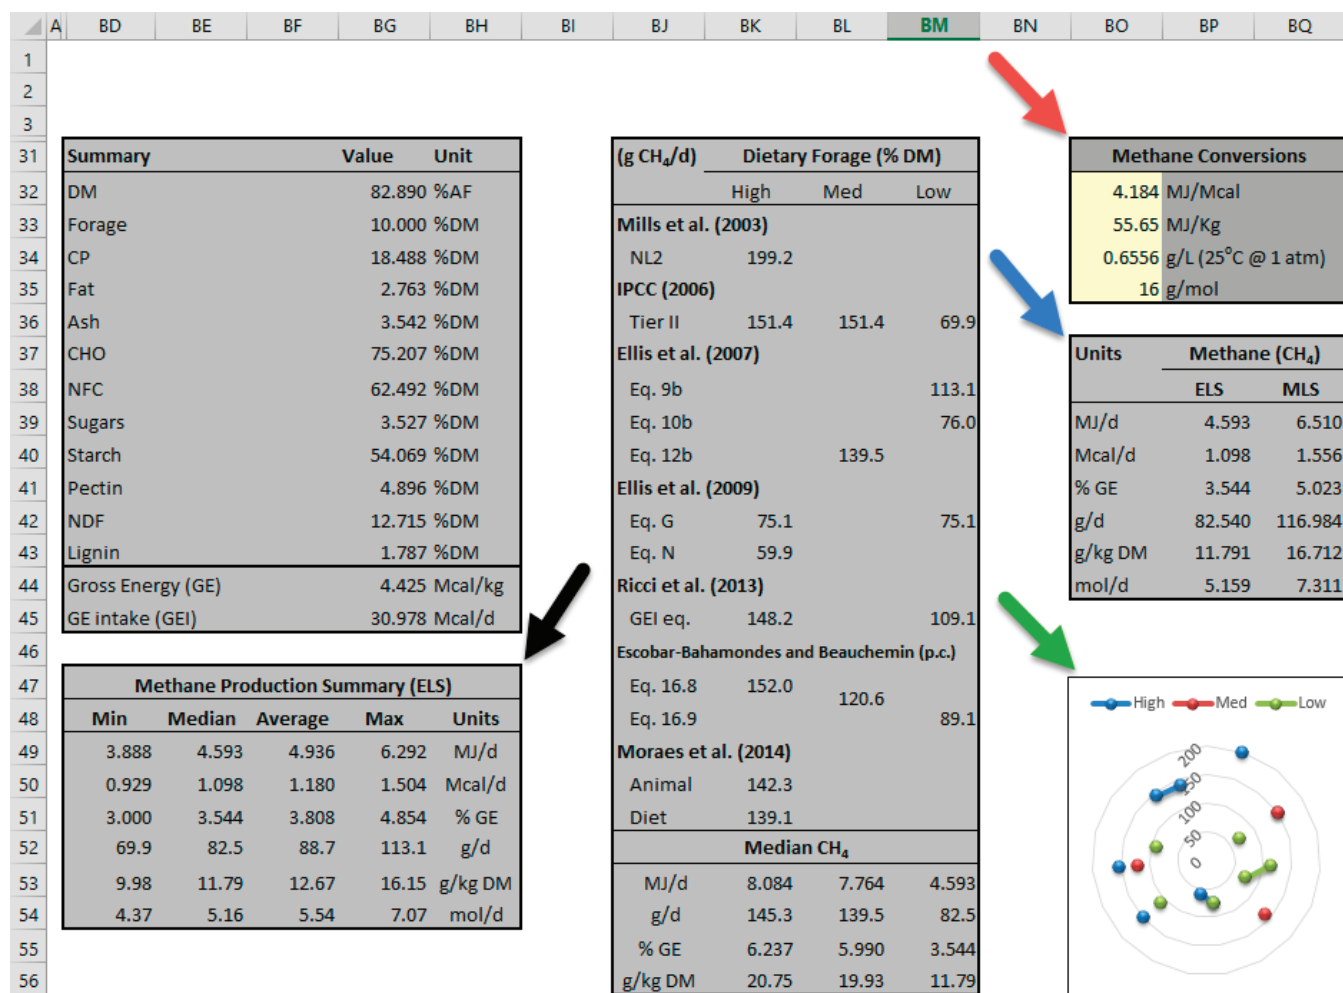 A BD BE BF BG BH BI BJ BK BL BM BN BO BP BQ
1
2
3
31 Summary Value Unit (g CH₄/d) Dietary Forage (% DM) Methane Conversions
32 DM 82.890 %AF High Med Low 4.184 MJ/Mcal
33 Forage 10.000 %DM Mills et al. (2003) 55.65 MJ/Kg
34 CP 18.488 %DM NL2 199.2 0.6556 g/L (25°C @ 1 atm)
35 Fat 2.763 %DM IPCC (2006) 16 g/mol
36 Ash 3.542 %DM Tier II 151.4 151.4 69.9
37 CHO 75.207 %DM Ellis et al. (2007) Units Methane (CH₄)
38 NFC 62.492 %DM Eq. 9b 113.1 ELS MLS
39 Sugars 3.527 %DM Eq. 10b 76.0 MJ/d 4.593 6.510
40 Starch 54.069 %DM Eq. 12b 139.5 Mcal/d 1.098 1.556
41 Pectin 4.896 %DM Ellis et al. (2009) % GE 3.544 5.023
42 NDF 12.715 %DM Eq. G 75.1 75.1 g/d 82.540 116.984
43 Lignin 1.787 %DM Eq. N 59.9 g/kg DM 11.791 16.712
44 Gross Energy (GE) 4.425 Mcal/kg Ricci et al. (2013) mol/d 5.159 7.311
45 GE intake (GEI) 30.978 Mcal/d GEI eq. 148.2 109.1
46 Escobar-Bahamondes and Beauchemin (p.c.)
47 Methane Production Summary (ELS) Eq. 16.8 152.0 120.6
48 Min Median Average Max Units Eq. 16.9 89.1 High Med Low
49 3.888 4.593 4.936 6.292 MJ/d Moraes et al. (2014) 200
50 0.929 1.098 1.180 1.504 Mcal/d Animal 142.3 150
51 3.000 3.544 3.808 4.854 % GE Diet 139.1 100
52 69.9 82.5 88.7 113.1 g/d Median CH₄ 50
53 9.98 11.79 12.67 16.15 g/kg DM MJ/d 8.084 7.764 4.593 0
54 4.37 5.16 5.54 7.07 mol/d g/d 145.3 139.5 82.5
55 % GE 6.237 5.990 3.544
56 g/kg DM 20.75 19.93 11.79